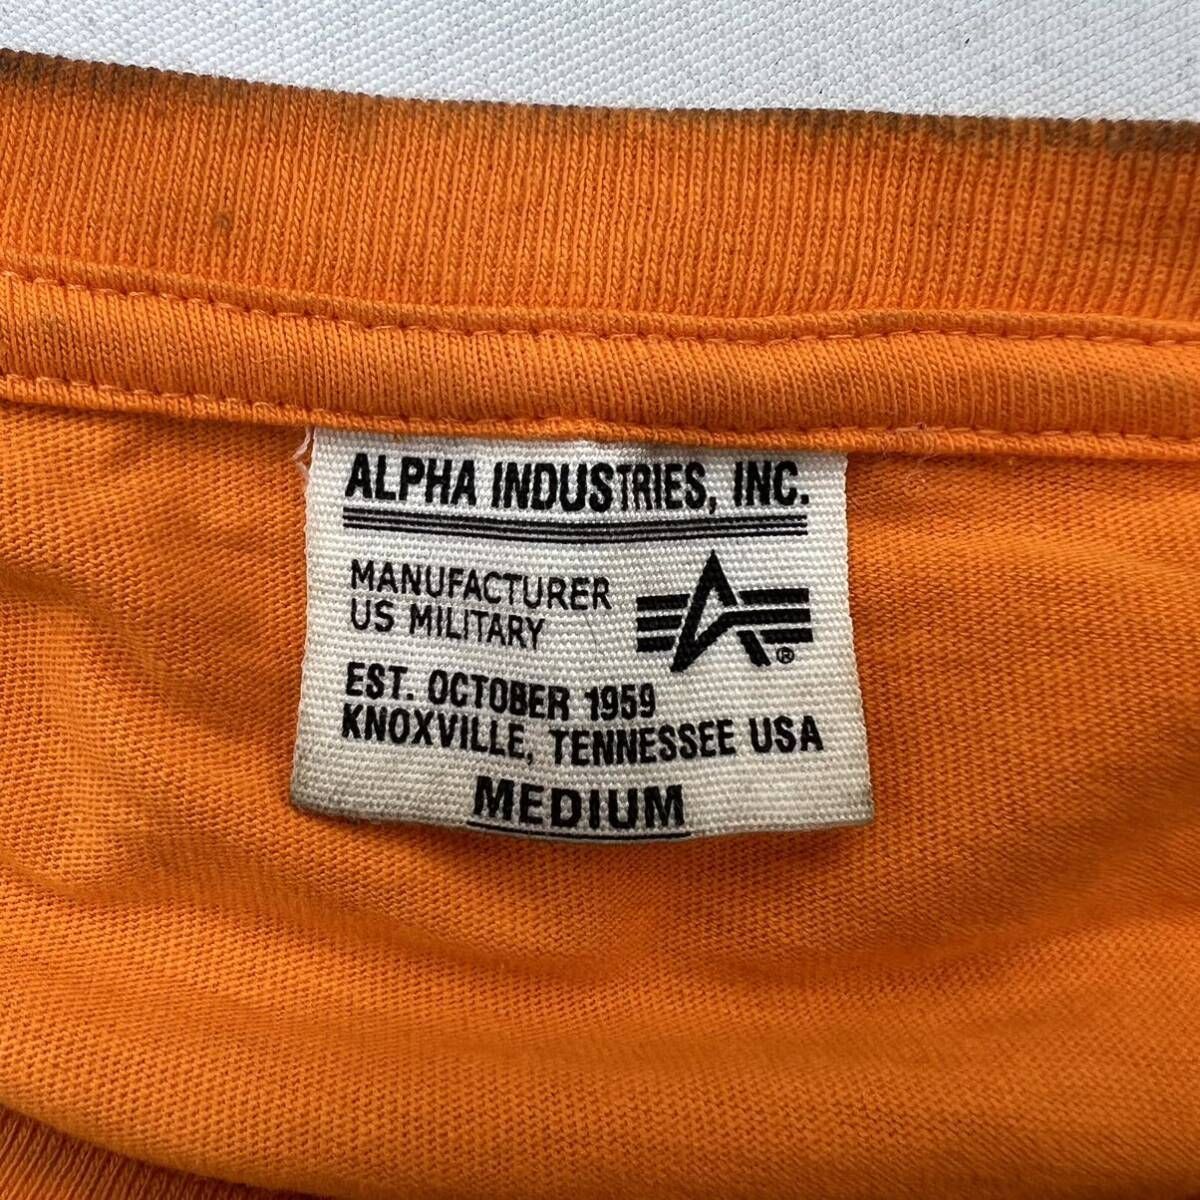 ALPHA INDUSTRIES, INC.
MANUFACTURER
US MILITARY
®
EST. OCTOBER 1959
KNOXVILLE, TENNESSEE USA
MEDIUM